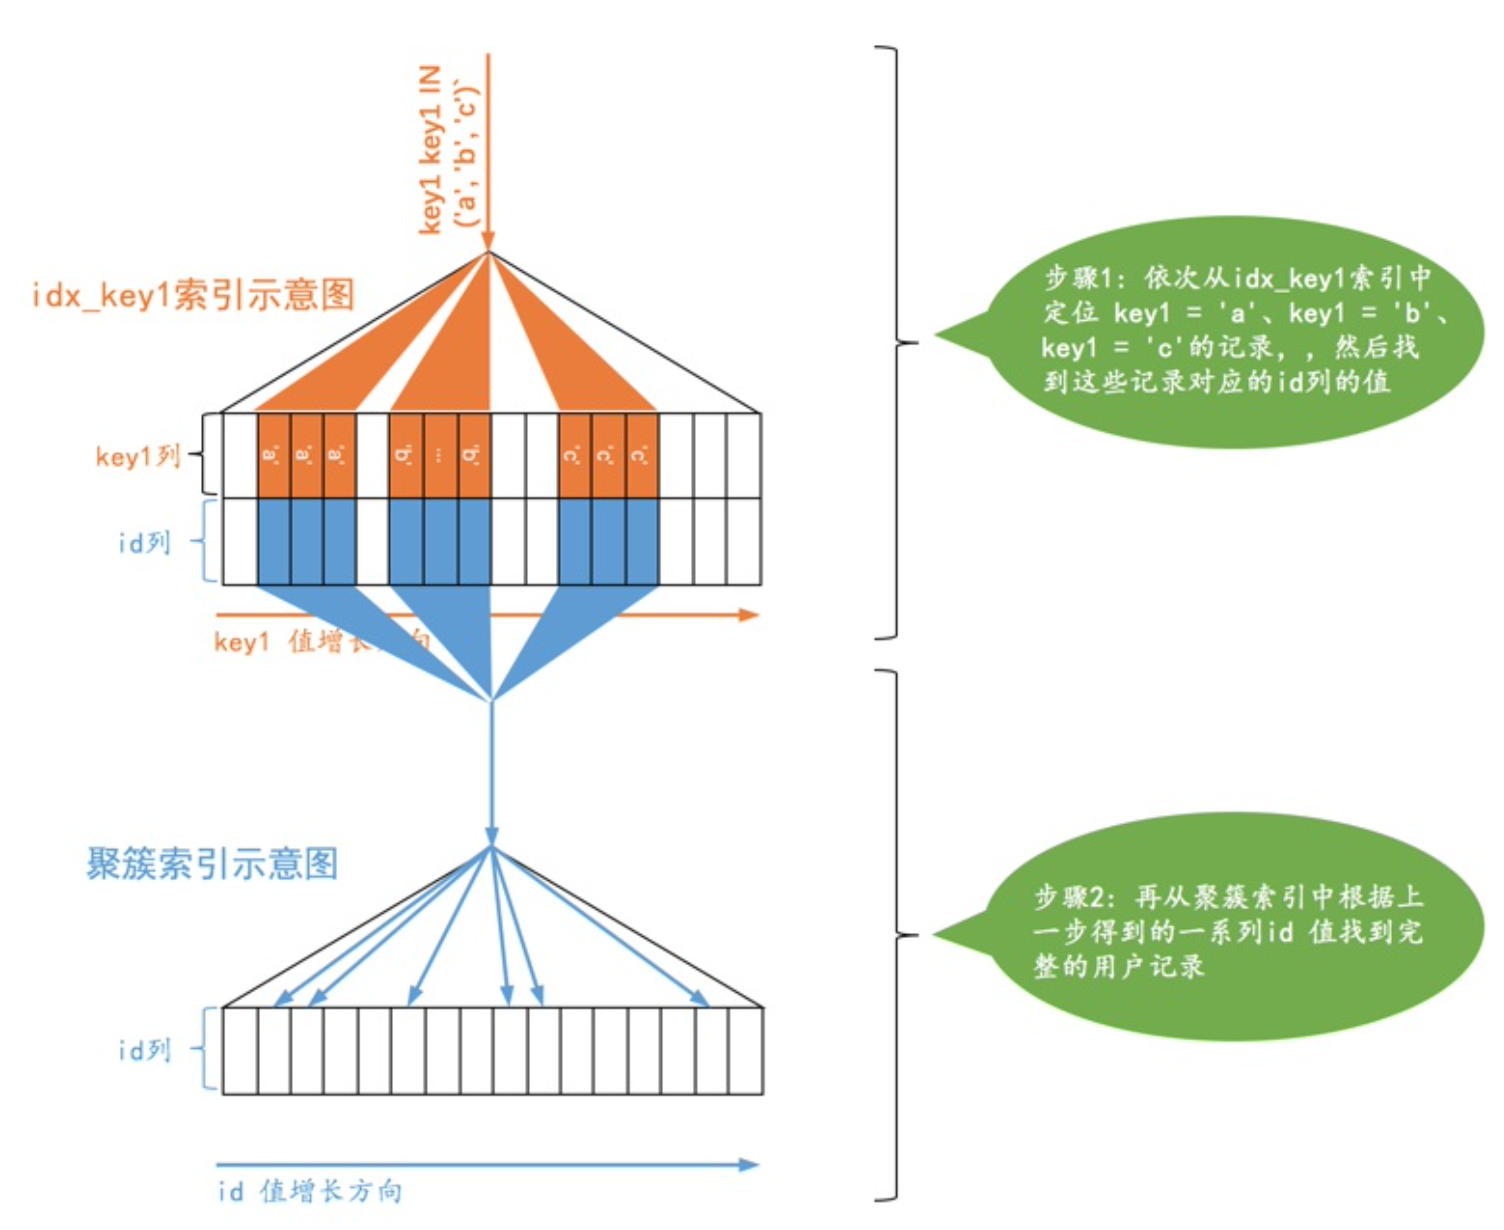 key1 key1 IN
('a', 'b', 'c')`
idx_key1索引示意图
步骤1：依次从idx_key1索引中
定位 key1 = 'a'、key1 = 'b'、
key1 = 'c'的记录，，然后找
到这些记录对应的id列的值
key1列
'a' 'a' 'a' 'b' ... 'b' 'c' 'c' 'c'
id列
key1 值增长方向
聚簇索引示意图
步骤2：再从聚簇索引中根据上
一步得到的一系列id 值找到完
整的用户记录
id列
id 值增长方向